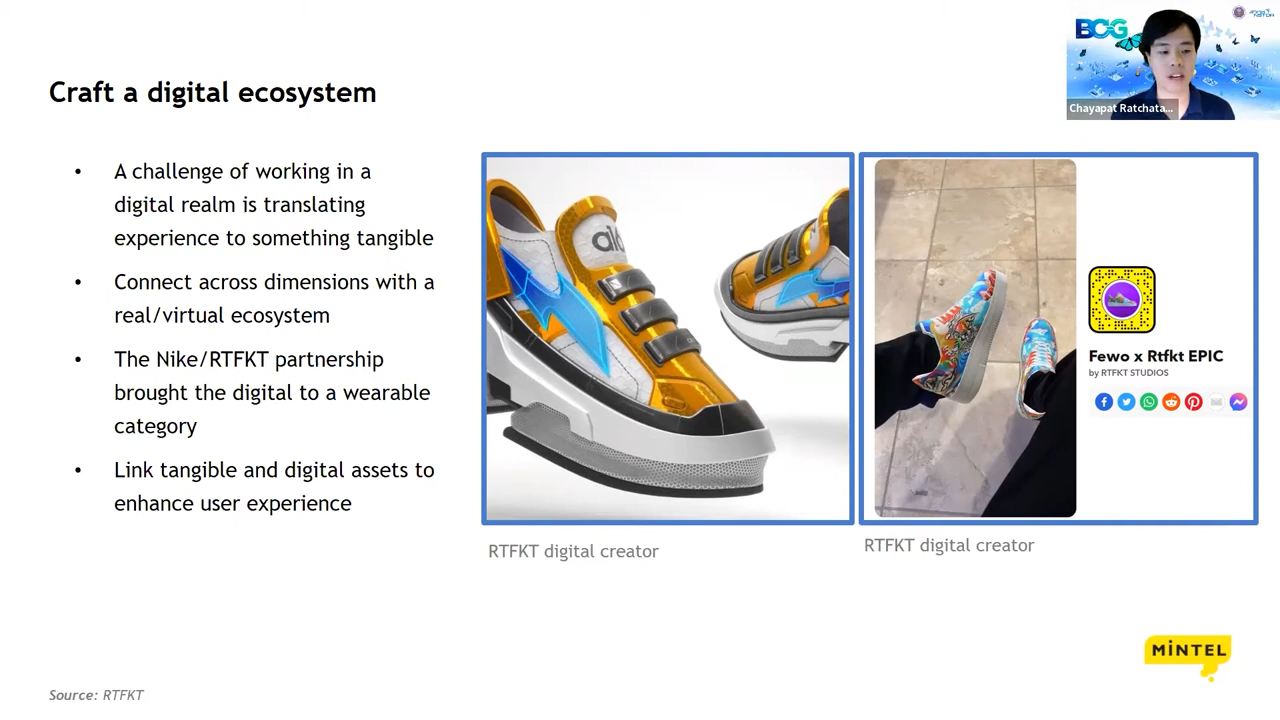 BCG
Chayapat Ratchata...
Craft a digital ecosystem
• A challenge of working in a
digital realm is translating
experience to something tangible
• Connect across dimensions with a
real/virtual ecosystem
• The Nike/RTFKT partnership
brought the digital to a wearable
category
• Link tangible and digital assets to
enhance user experience
Fewo x Rtfkt EPIC
by RTFKT STUDIOS
RTFKT digital creator
RTFKT digital creator
MiNTEL
Source: RTFKT